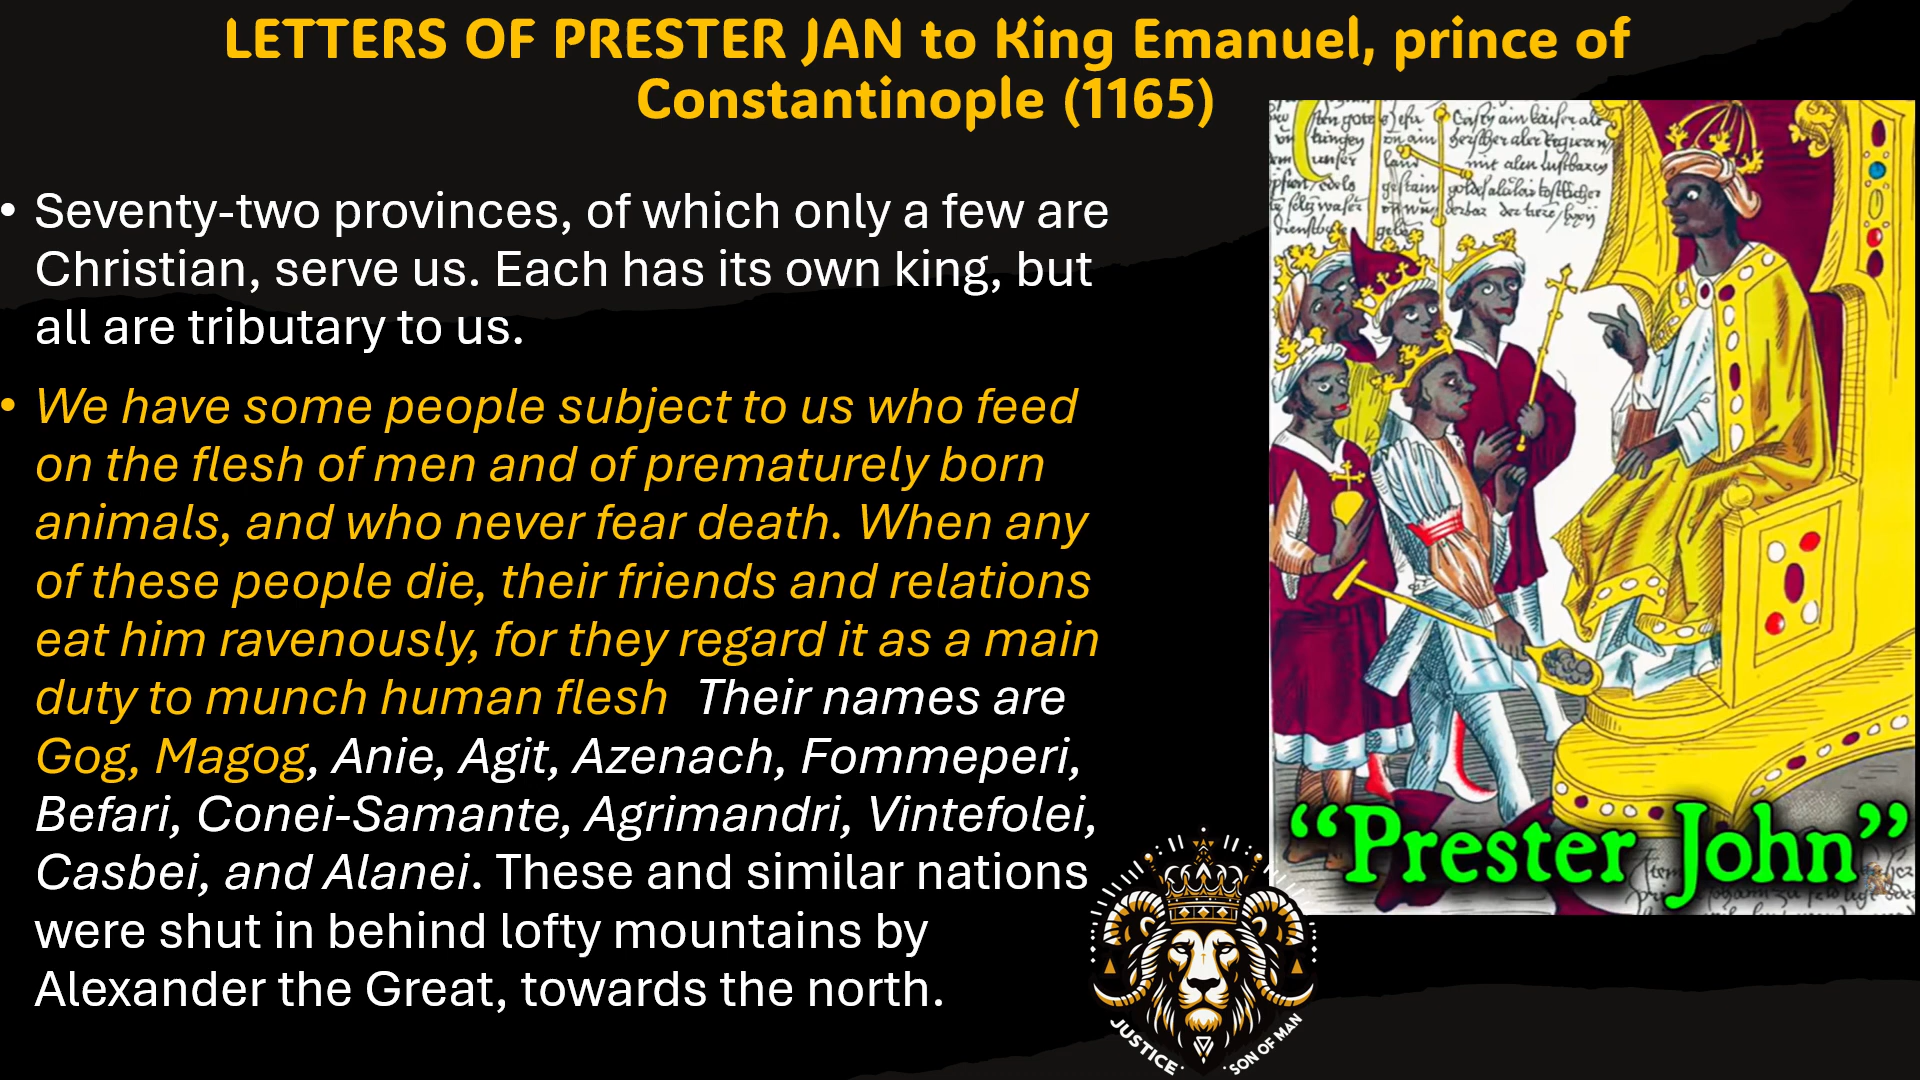 LETTERS OF PRESTER JAN to King Emanuel, prince of
Constantinople (1165)
• Seventy-two provinces, of which only a few are
Christian, serve us. Each has its own king, but
all are tributary to us.
• We have some people subject to us who feed
on the flesh of men and of prematurely born
animals, and who never fear death. When any
of these people die, their friends and relations
eat him ravenously, for they regard it as a main
duty to munch human flesh  Their names are
Gog, Magog, Anie, Agit, Azenach, Fommeperi,
Befari, Conei-Samante, Agrimandri, Vintefolei,
Casbei, and Alanei. These and similar nations
were shut in behind lofty mountains by
Alexander the Great, towards the north.
“Prester John”
JUSTICE
SON OF MAN